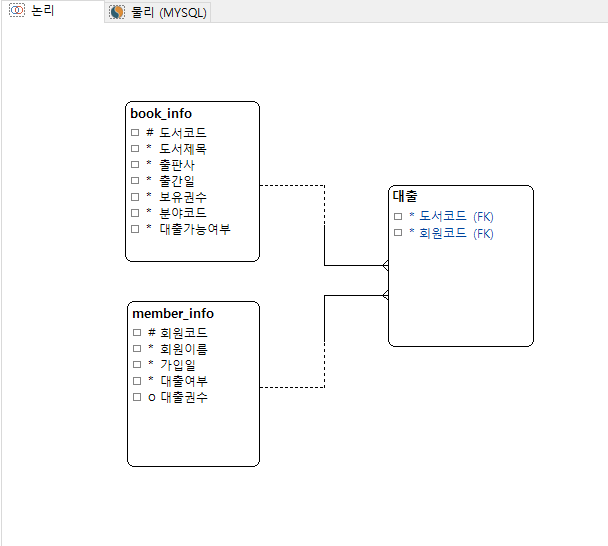 논리
물리 (MYSQL)
book_info
# 도서코드
* 도서제목
* 출판사
* 출간일
* 보유권수
* 분야코드
* 대출가능여부
대출
* 도서코드 (FK)
* 회원코드 (FK)
member_info
# 회원코드
* 회원이름
* 가입일
* 대출여부
o 대출권수